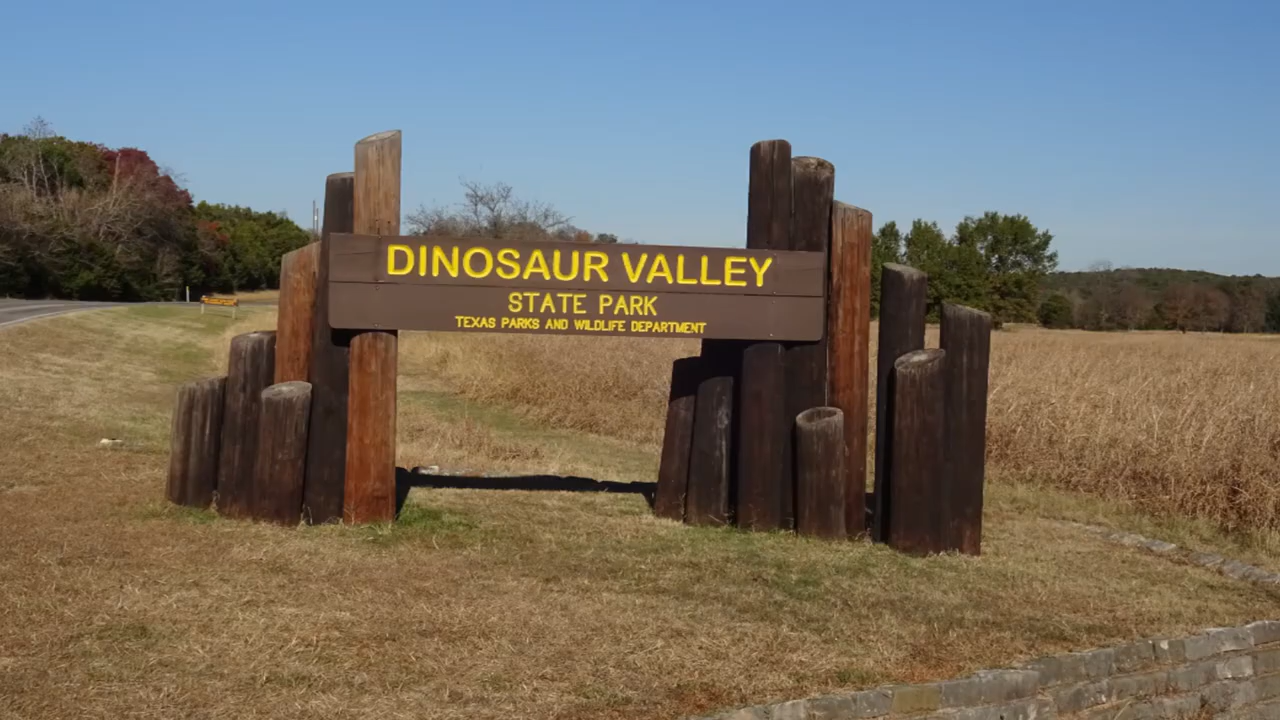 DINOSAUR VALLEY
STATE PARK
TEXAS PARKS AND WILDLIFE DEPARTMENT